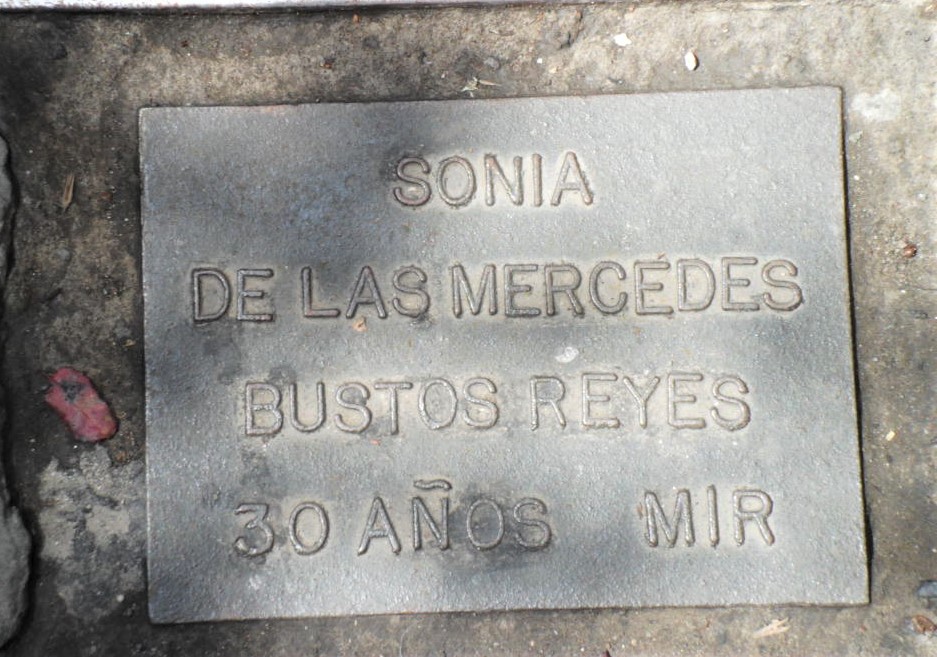 SONIA
DE LAS MERCEDES
BUSTOS REYES
30 AÑOS MIR